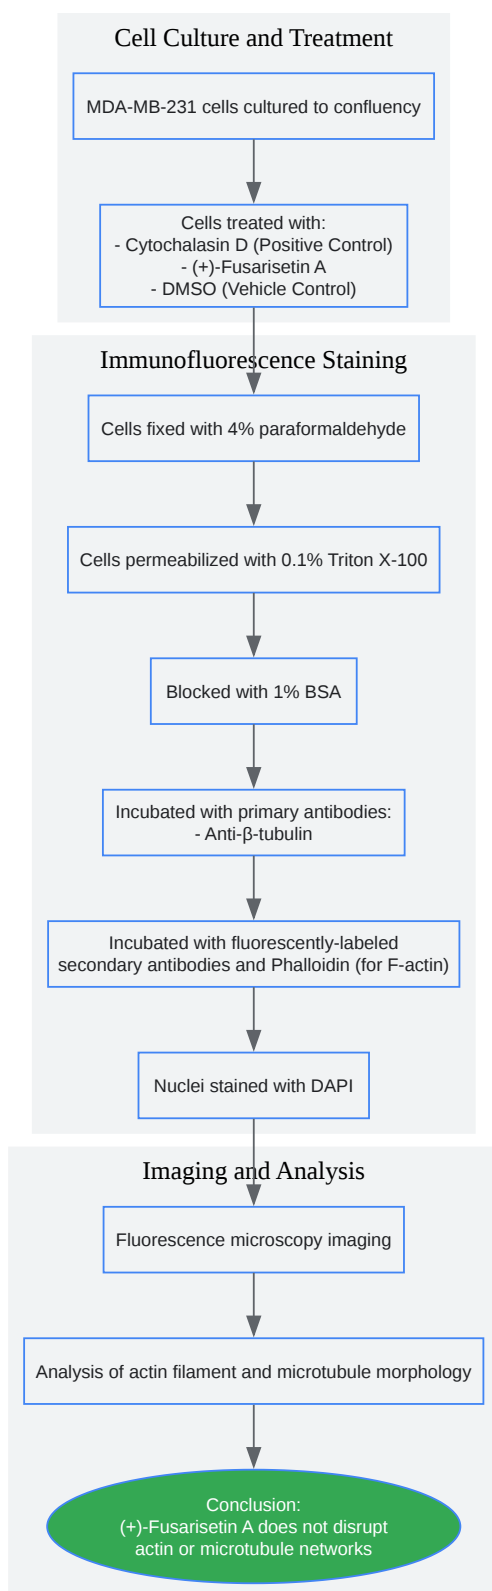 Cell Culture and Treatment
MDA-MB-231 cells cultured to confluency
Cells treated with:
- Cytochalasin D (Positive Control)
- (+)-Fusarisetin A
- DMSO (Vehicle Control)
Immunofluorescence Staining
Cells fixed with 4% paraformaldehyde
Cells permeabilized with 0.1% Triton X-100
Blocked with 1% BSA
Incubated with primary antibodies:
- Anti-β-tubulin
Incubated with fluorescently-labeled
secondary antibodies and Phalloidin (for F-actin)
Nuclei stained with DAPI
Imaging and Analysis
Fluorescence microscopy imaging
Analysis of actin filament and microtubule morphology
Conclusion:
(+)-Fusarisetin A does not disrupt
actin or microtubule networks